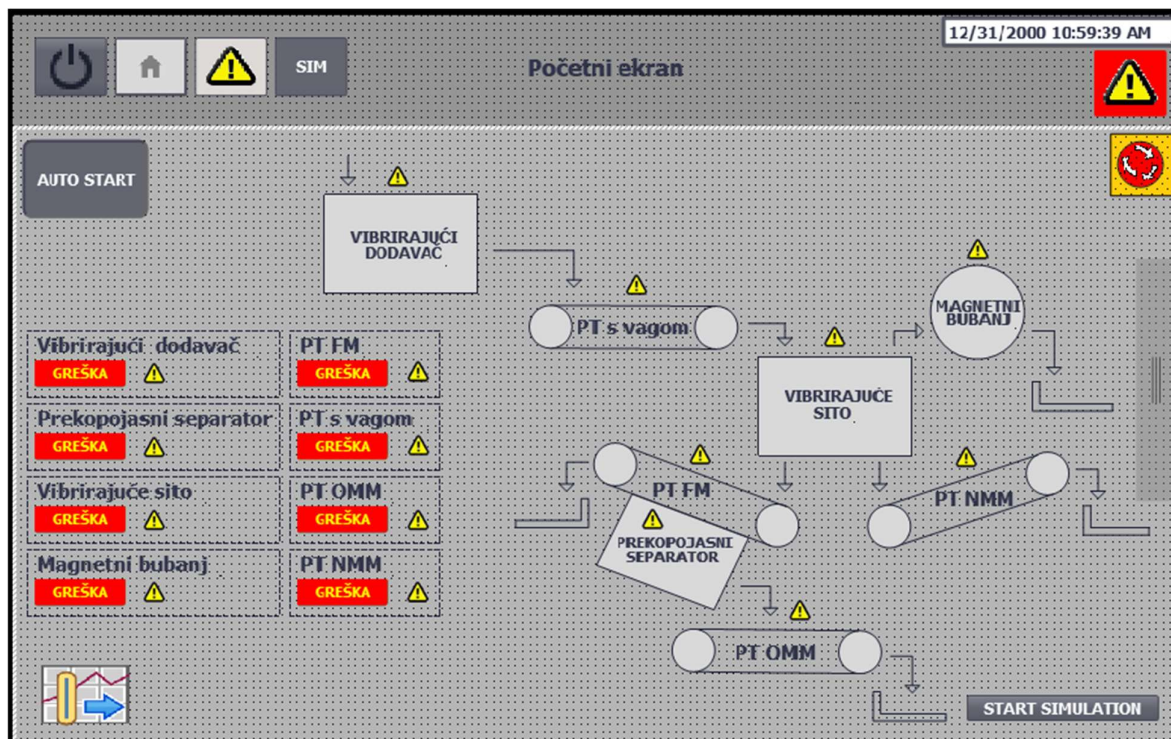 12/31/2000 10:59:39 AM
SIM
Početni ekran
AUTO START
VIBRIRAJUĆI
DODAVAČ
MAGNETNI
BUBANJ
PT s vagom
Vibrirajući dodavač
GREŠKA
PT FM
GREŠKA
VIBRIRAJUĆE
SITO
Prekopojasni separator
GREŠKA
PT s vagom
GREŠKA
Vibrirajuće sito
GREŠKA
PT OMM
GREŠKA
PT FM
PT NMM
PREKOPOJASNI
SEPARATOR
Magnetni bubanj
GREŠKA
PT NMM
GREŠKA
PT OMM
START SIMULATION